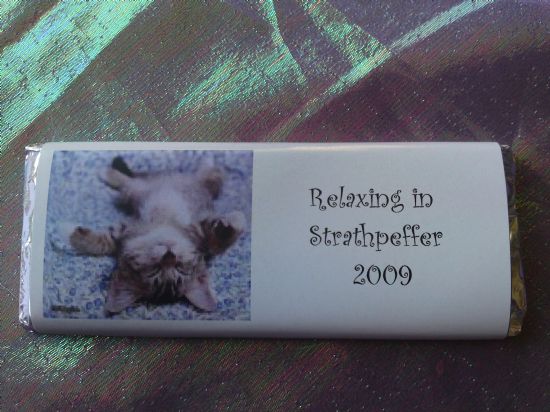 Relaxing in
Strathpeffer
2009